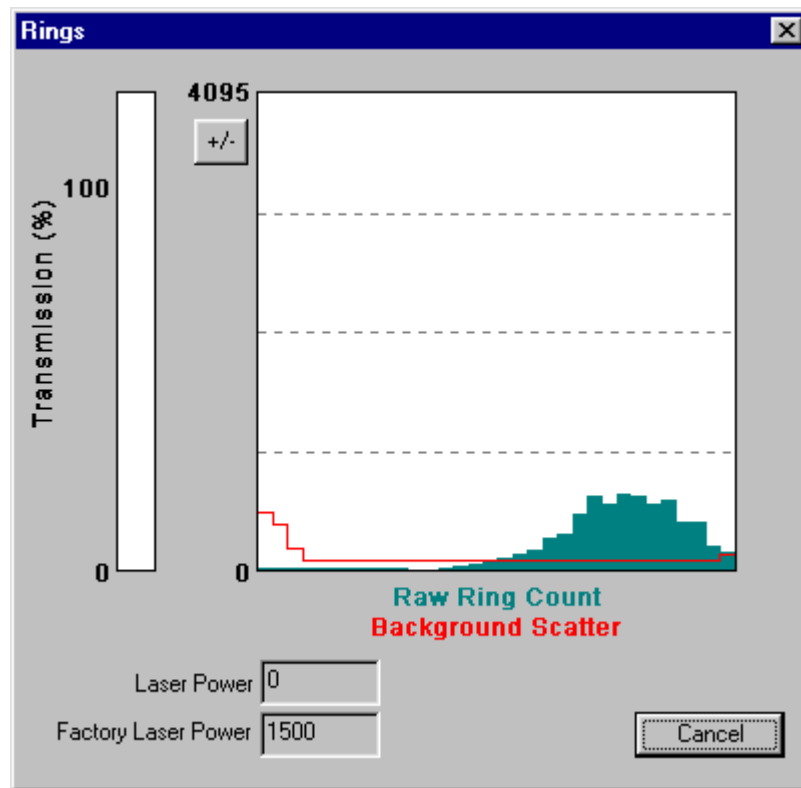 Rings
4095
+/-
100
Transmission (%)
0
0
Raw Ring Count
Background Scatter
Laser Power 0
Factory Laser Power 1500
Cancel